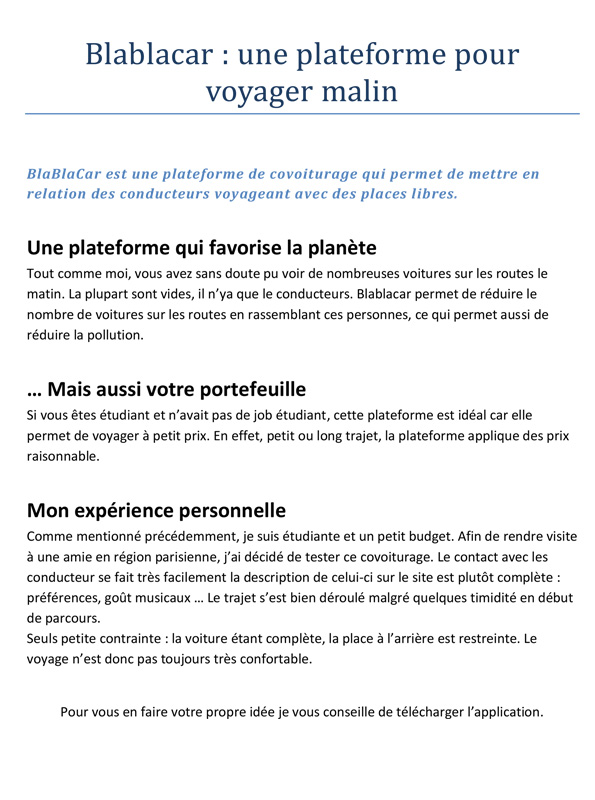 Blablacar : une plateforme pour
voyager malin
BlaBlaCar est une plateforme de covoiturage qui permet de mettre en
relation des conducteurs voyageant avec des places libres.
Une plateforme qui favorise la planète
Tout comme moi, vous avez sans doute pu voir de nombreuses voitures sur les routes le
matin. La plupart sont vides, il n’ya que le conducteurs. Blablacar permet de réduire le
nombre de voitures sur les routes en rassemblant ces personnes, ce qui permet aussi de
réduire la pollution.
… Mais aussi votre portefeuille
Si vous êtes étudiant et n’avait pas de job étudiant, cette plateforme est idéal car elle
permet de voyager à petit prix. En effet, petit ou long trajet, la plateforme applique des prix
raisonnable.
Mon expérience personnelle
Comme mentionné précédemment, je suis étudiante et un petit budget. Afin de rendre visite
à une amie en région parisienne, j’ai décidé de tester ce covoiturage. Le contact avec les
conducteur se fait très facilement la description de celui-ci sur le site est plutôt complète :
préférences, goût musicaux … Le trajet s’est bien déroulé malgré quelques timidité en début
de parcours.
Seuls petite contrainte : la voiture étant complète, la place à l’arrière est restreinte. Le
voyage n’est donc pas toujours très confortable.
Pour vous en faire votre propre idée je vous conseille de télécharger l’application.